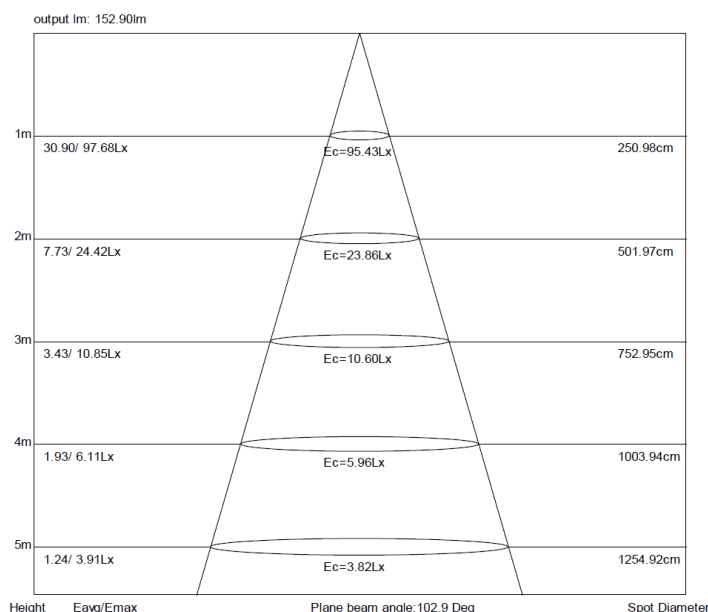 output lm: 152.90lm
1m
30.90/ 97.68Lx
Ec=95.43Lx
250.98cm
2m
7.73/ 24.42Lx
Ec=23.86Lx
501.97cm
3m
3.43/ 10.85Lx
Ec=10.60Lx
752.95cm
4m
1.93/ 6.11Lx
Ec=5.96Lx
1003.94cm
5m
1.24/ 3.91Lx
Ec=3.82Lx
1254.92cm
Height Eavg/Emax Plane beam angle:102.9 Deg Spot Diameter